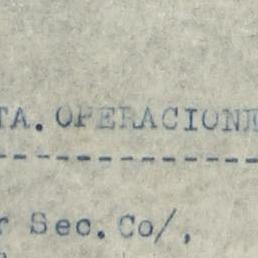 TA. OPERACIONE
r Sec. Co/,